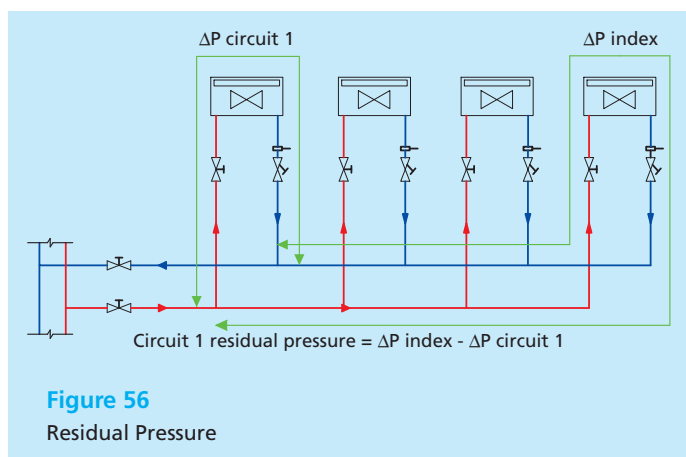 ΔP circuit 1
ΔP index
Circuit 1 residual pressure = ΔP index - ΔP circuit 1
Figure 56
Residual Pressure